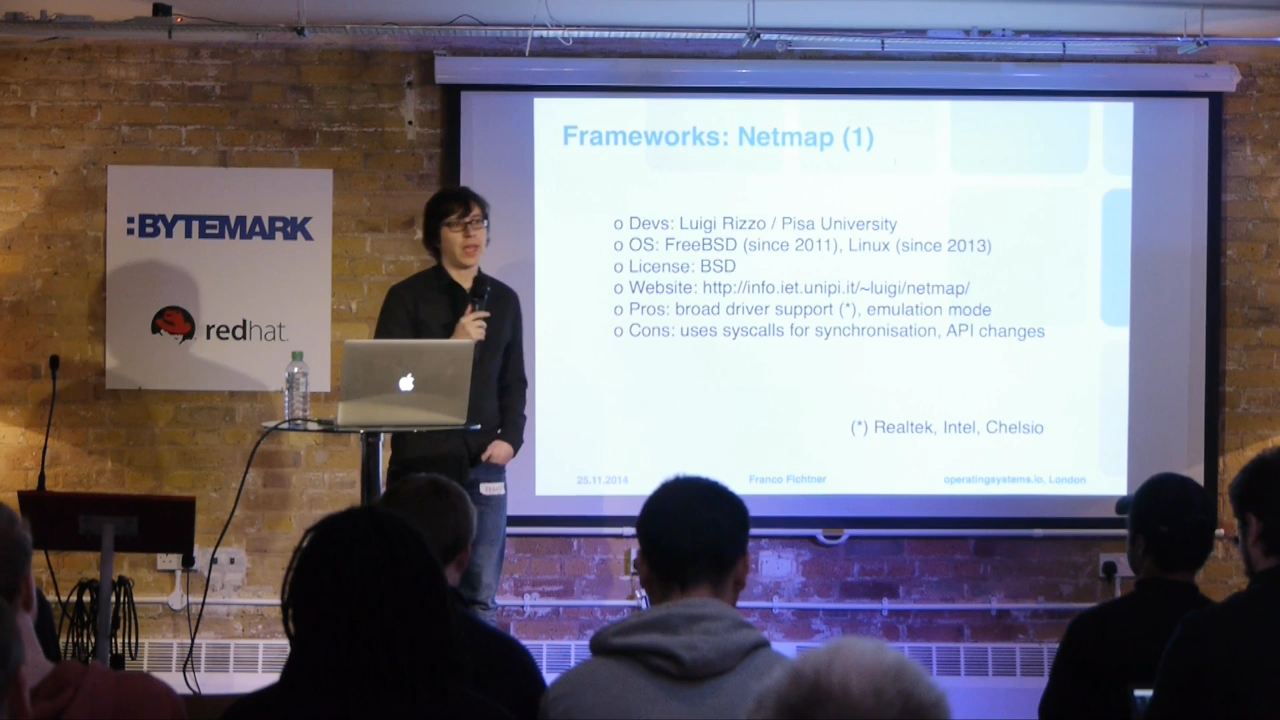 :BYTEMARK
redhat.
Frameworks: Netmap (1)
o Devs: Luigi Rizzo / Pisa University
o OS: FreeBSD (since 2011), Linux (since 2013)
o License: BSD
o Website: http://info.iet.unipi.it/~luigi/netmap/
o Pros: broad driver support (*), emulation mode
o Cons: uses syscalls for synchronisation, API changes
(*) Realtek, Intel, Chelsio
25.11.2014 Franco Fichtner operatingsystems.io, London